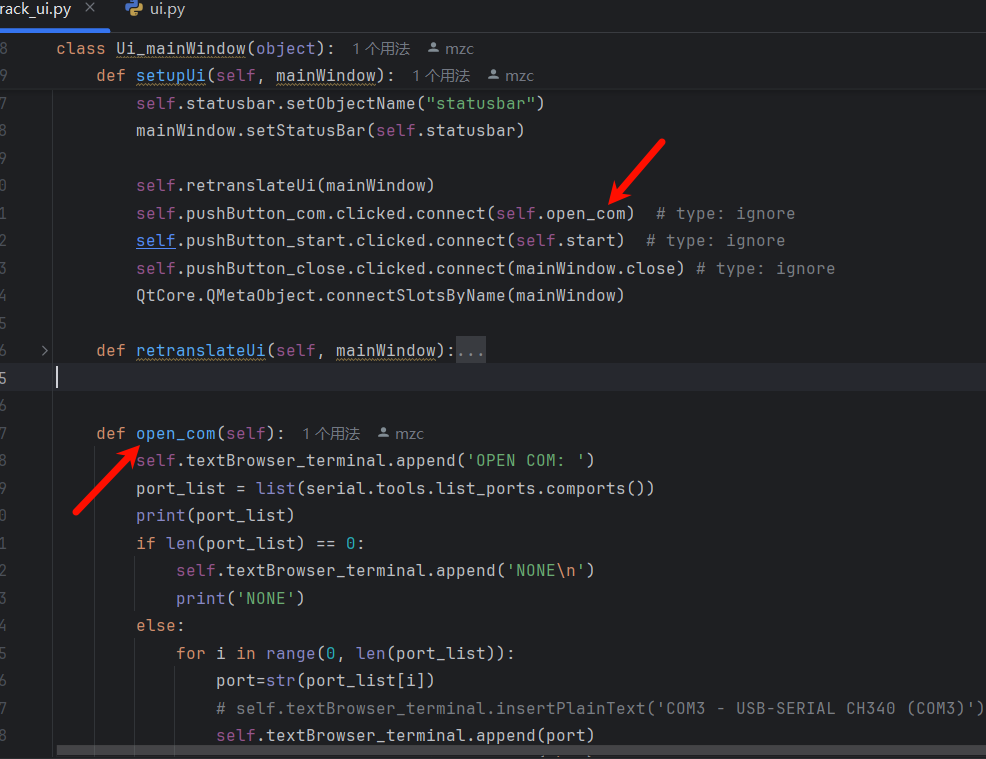 rack_ui.py × ui.py
8 class Ui_mainWindow(object): 1 个用法 mzc
9 def setupUi(self, mainWindow): 1 个用法 mzc
7 self.statusbar.setObjectName("statusbar")
8 mainWindow.setStatusBar(self.statusbar)
9
0 self.retranslateUi(mainWindow)
1 self.pushButton_com.clicked.connect(self.open_com) # type: ignore
2 self.pushButton_start.clicked.connect(self.start) # type: ignore
3 self.pushButton_close.clicked.connect(mainWindow.close) # type: ignore
4 QtCore.QMetaObject.connectSlotsByName(mainWindow)
5
6 def retranslateUi(self, mainWindow):...
5
6
7 def open_com(self): 1 个用法 mzc
8 self.textBrowser_terminal.append('OPEN COM: ')
9 port_list = list(serial.tools.list_ports.comports())
0 print(port_list)
1 if len(port_list) == 0:
2 self.textBrowser_terminal.append('NONE\n')
3 print('NONE')
4 else:
5 for i in range(0, len(port_list)):
6 port=str(port_list[i])
7 # self.textBrowser_terminal.insertPlainText('COM3 - USB-SERIAL CH340 (COM3)')
8 self.textBrowser_terminal.append(port)